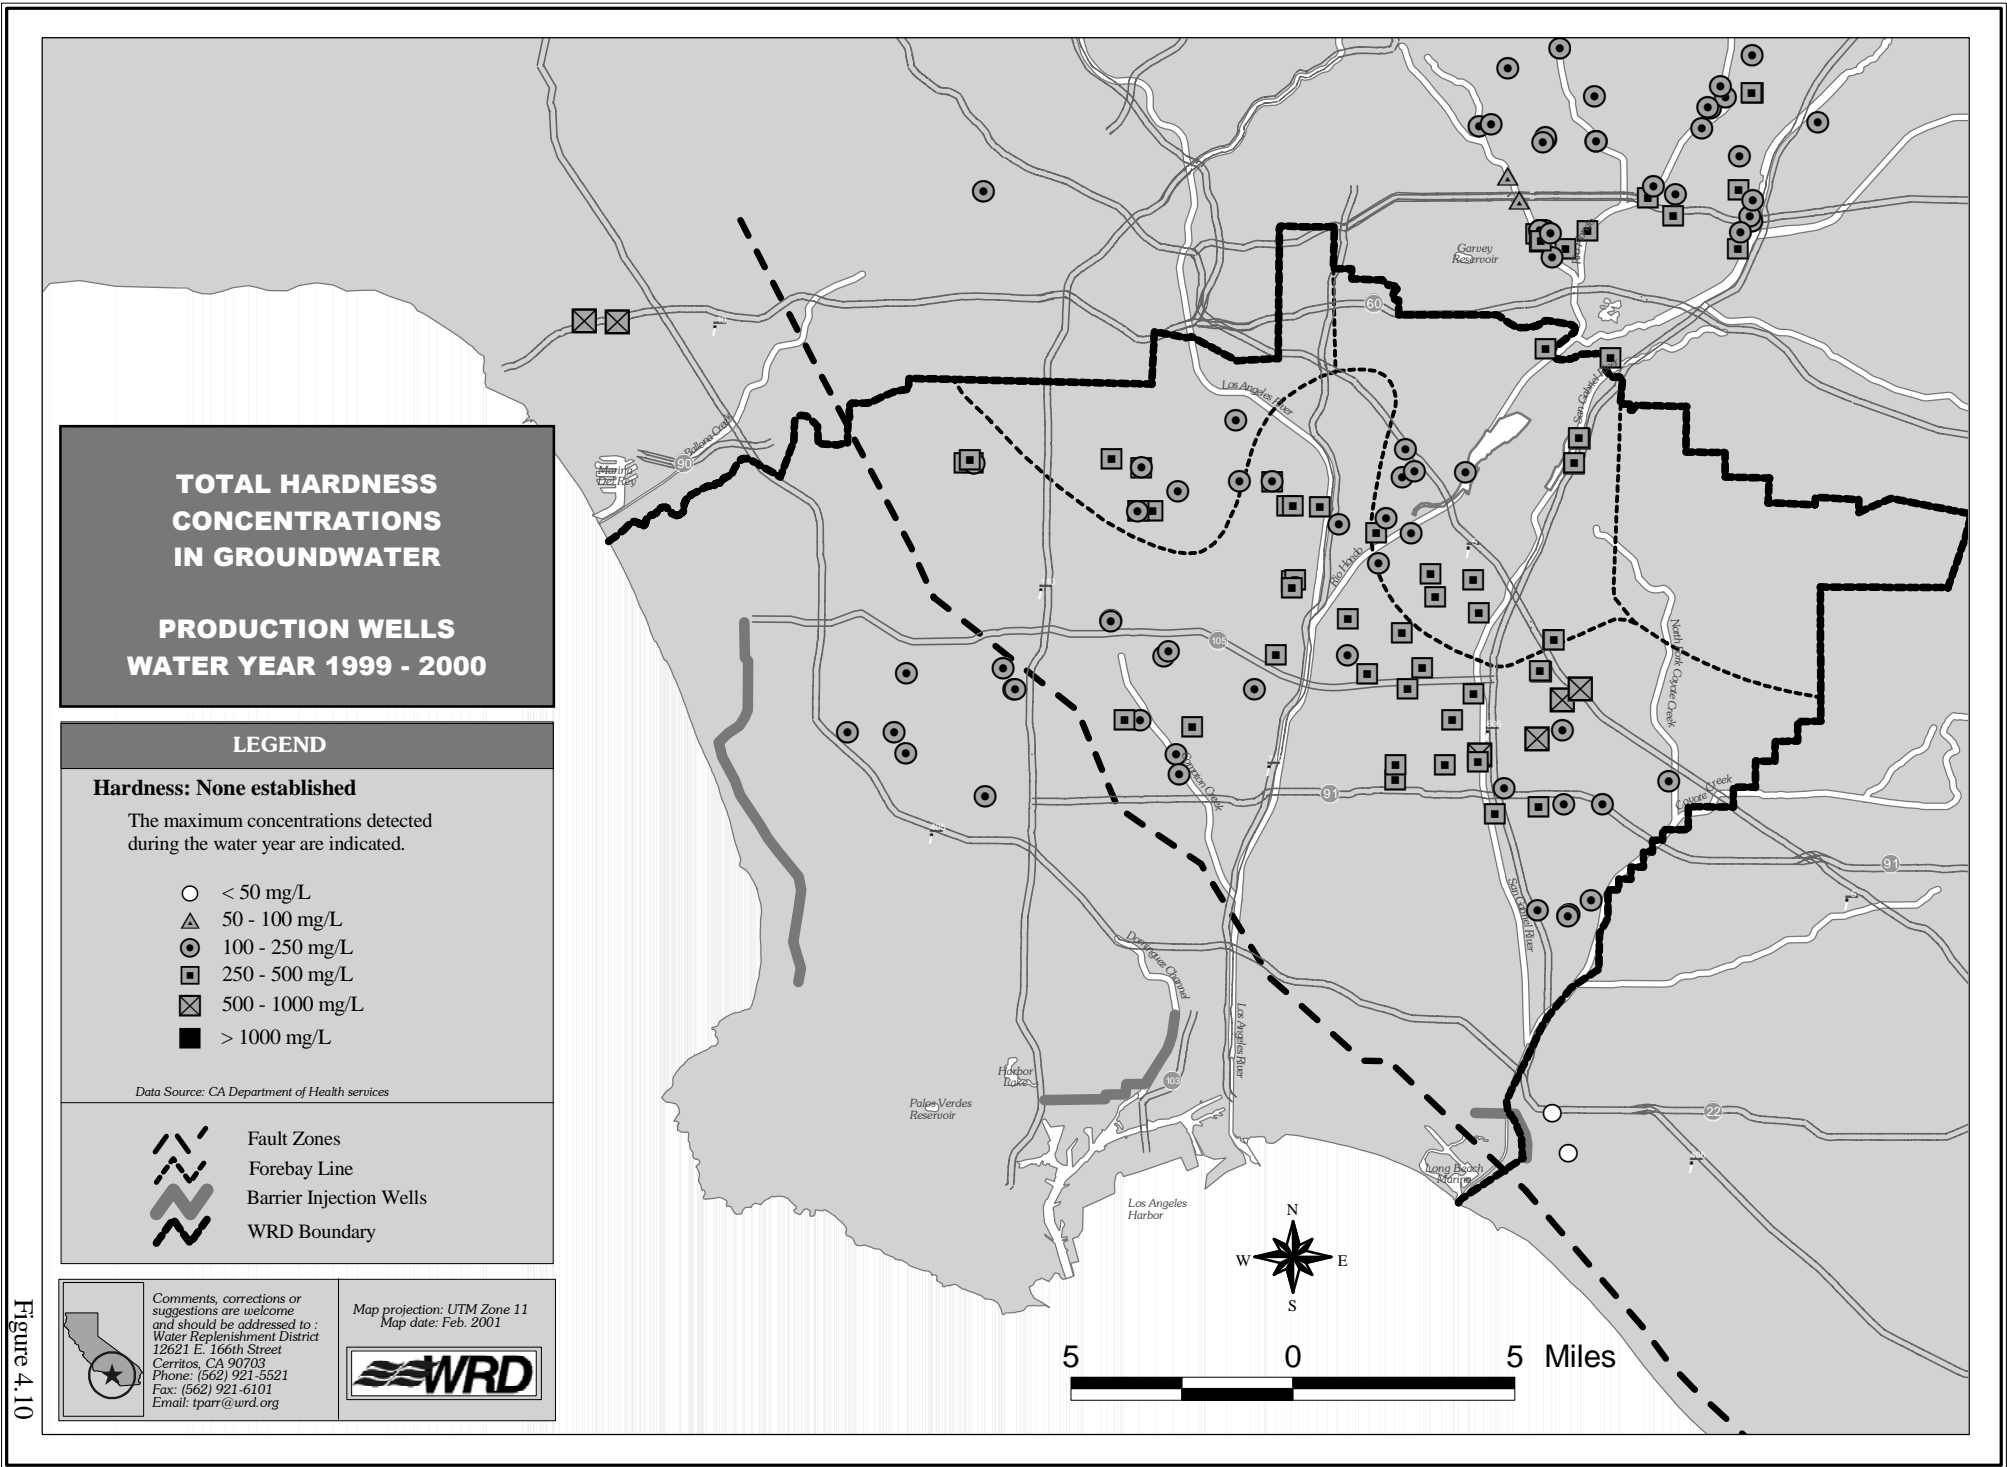 TOTAL HARDNESS
CONCENTRATIONS
IN GROUNDWATER
PRODUCTION WELLS
WATER YEAR 1999 - 2000
LEGEND
Hardness: None established
The maximum concentrations detected
during the water year are indicated.
< 50 mg/L
50 - 100 mg/L
100 - 250 mg/L
250 - 500 mg/L
500 - 1000 mg/L
> 1000 mg/L
Data Source: CA Department of Health services
Fault Zones
Forebay Line
Barrier Injection Wells
WRD Boundary
Comments, corrections or
suggestions are welcome
and should be addressed to :
Water Replenishment District
12621 E. 166th Street
Cerritos, CA 90703
Phone: (562) 921-5521
Fax: (562) 921-6101
Email: tparr@wrd.org
Map projection: UTM Zone 11
Map date: Feb. 2001
WRD
Figure 4.10
Garvey
Reservoir
60
Los Angeles River
San Gabriel
Ballona Creek
90
Marina
Del Rey
Rio Hondo
105
North Fork Coyote Creek
Compton Creek
91
Coyote Creek
91
San Gabriel River
Dominguez Channel
Los Angeles River
Harbor
Lake
103
Palos Verdes
Reservoir
22
Long Beach
Marina
Los Angeles
Harbor
N
W
E
S
5 0 5 Miles